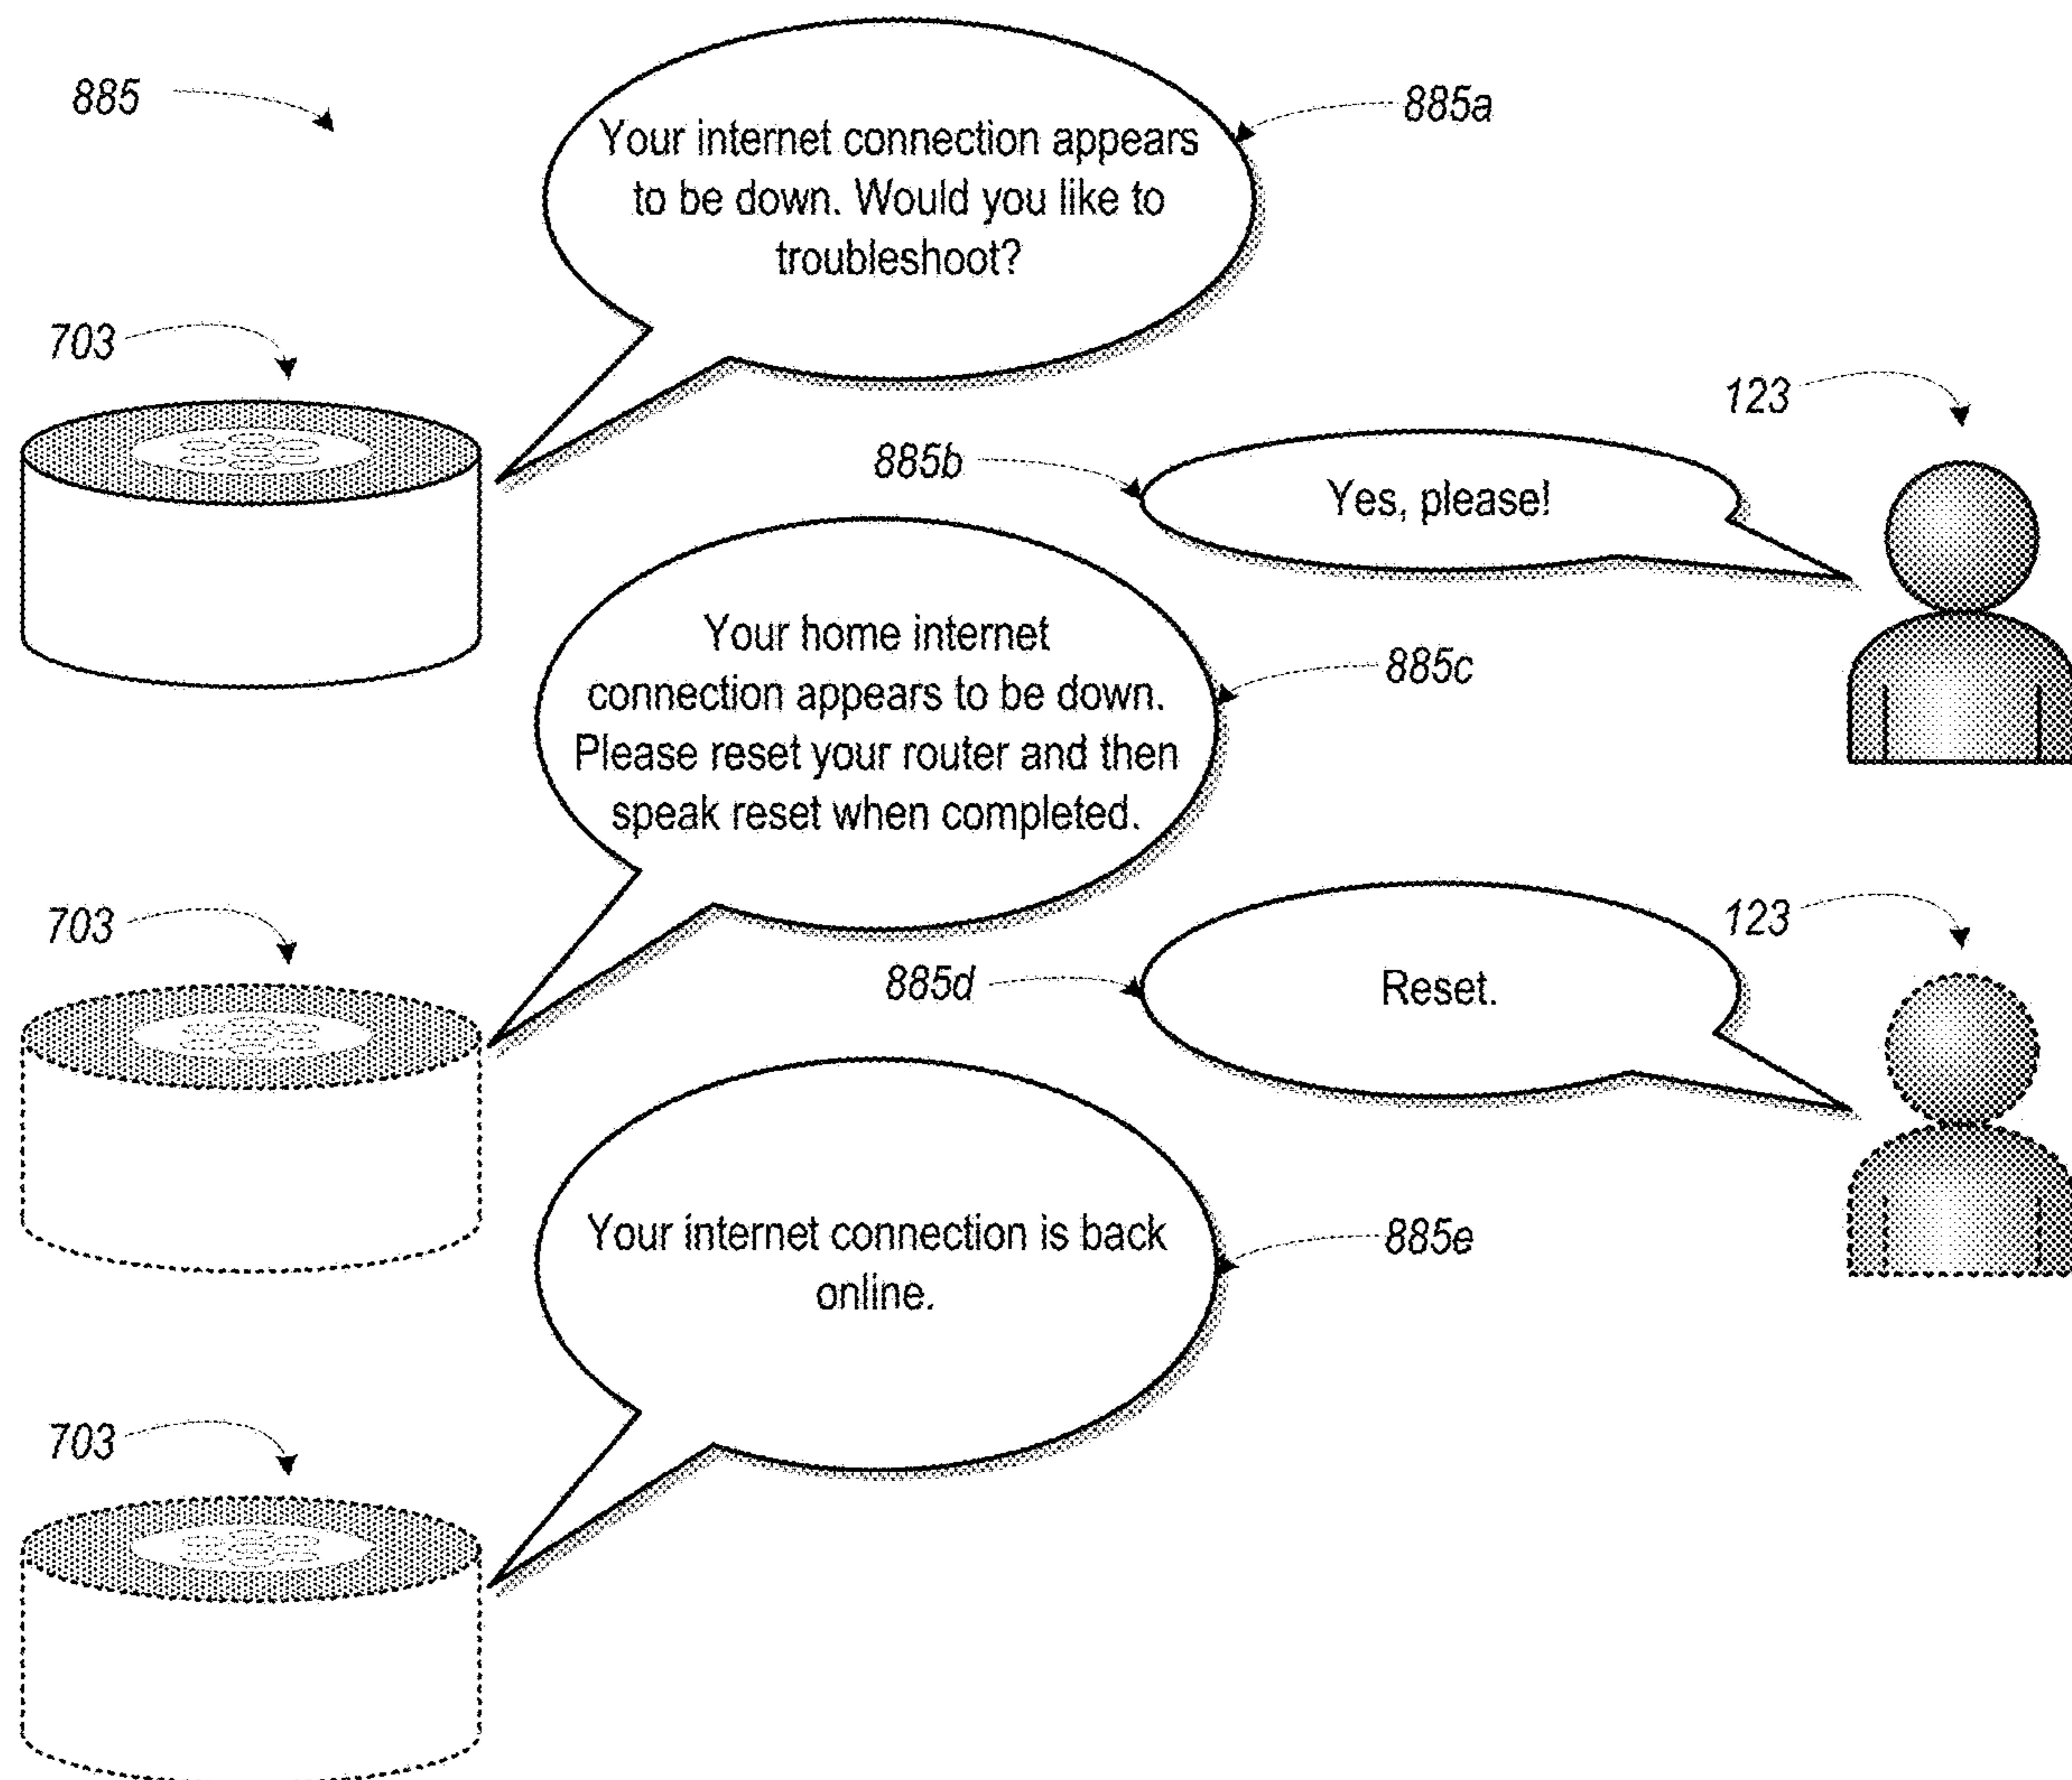 885
885a
Your internet connection appears
to be down. Would you like to
troubleshoot?
703
123
885b
Yes, please!
Your home internet
connection appears to be down.
Please reset your router and then
speak reset when completed.
885c
703
123
885d
Reset.
Your internet connection is back
online.
885e
703